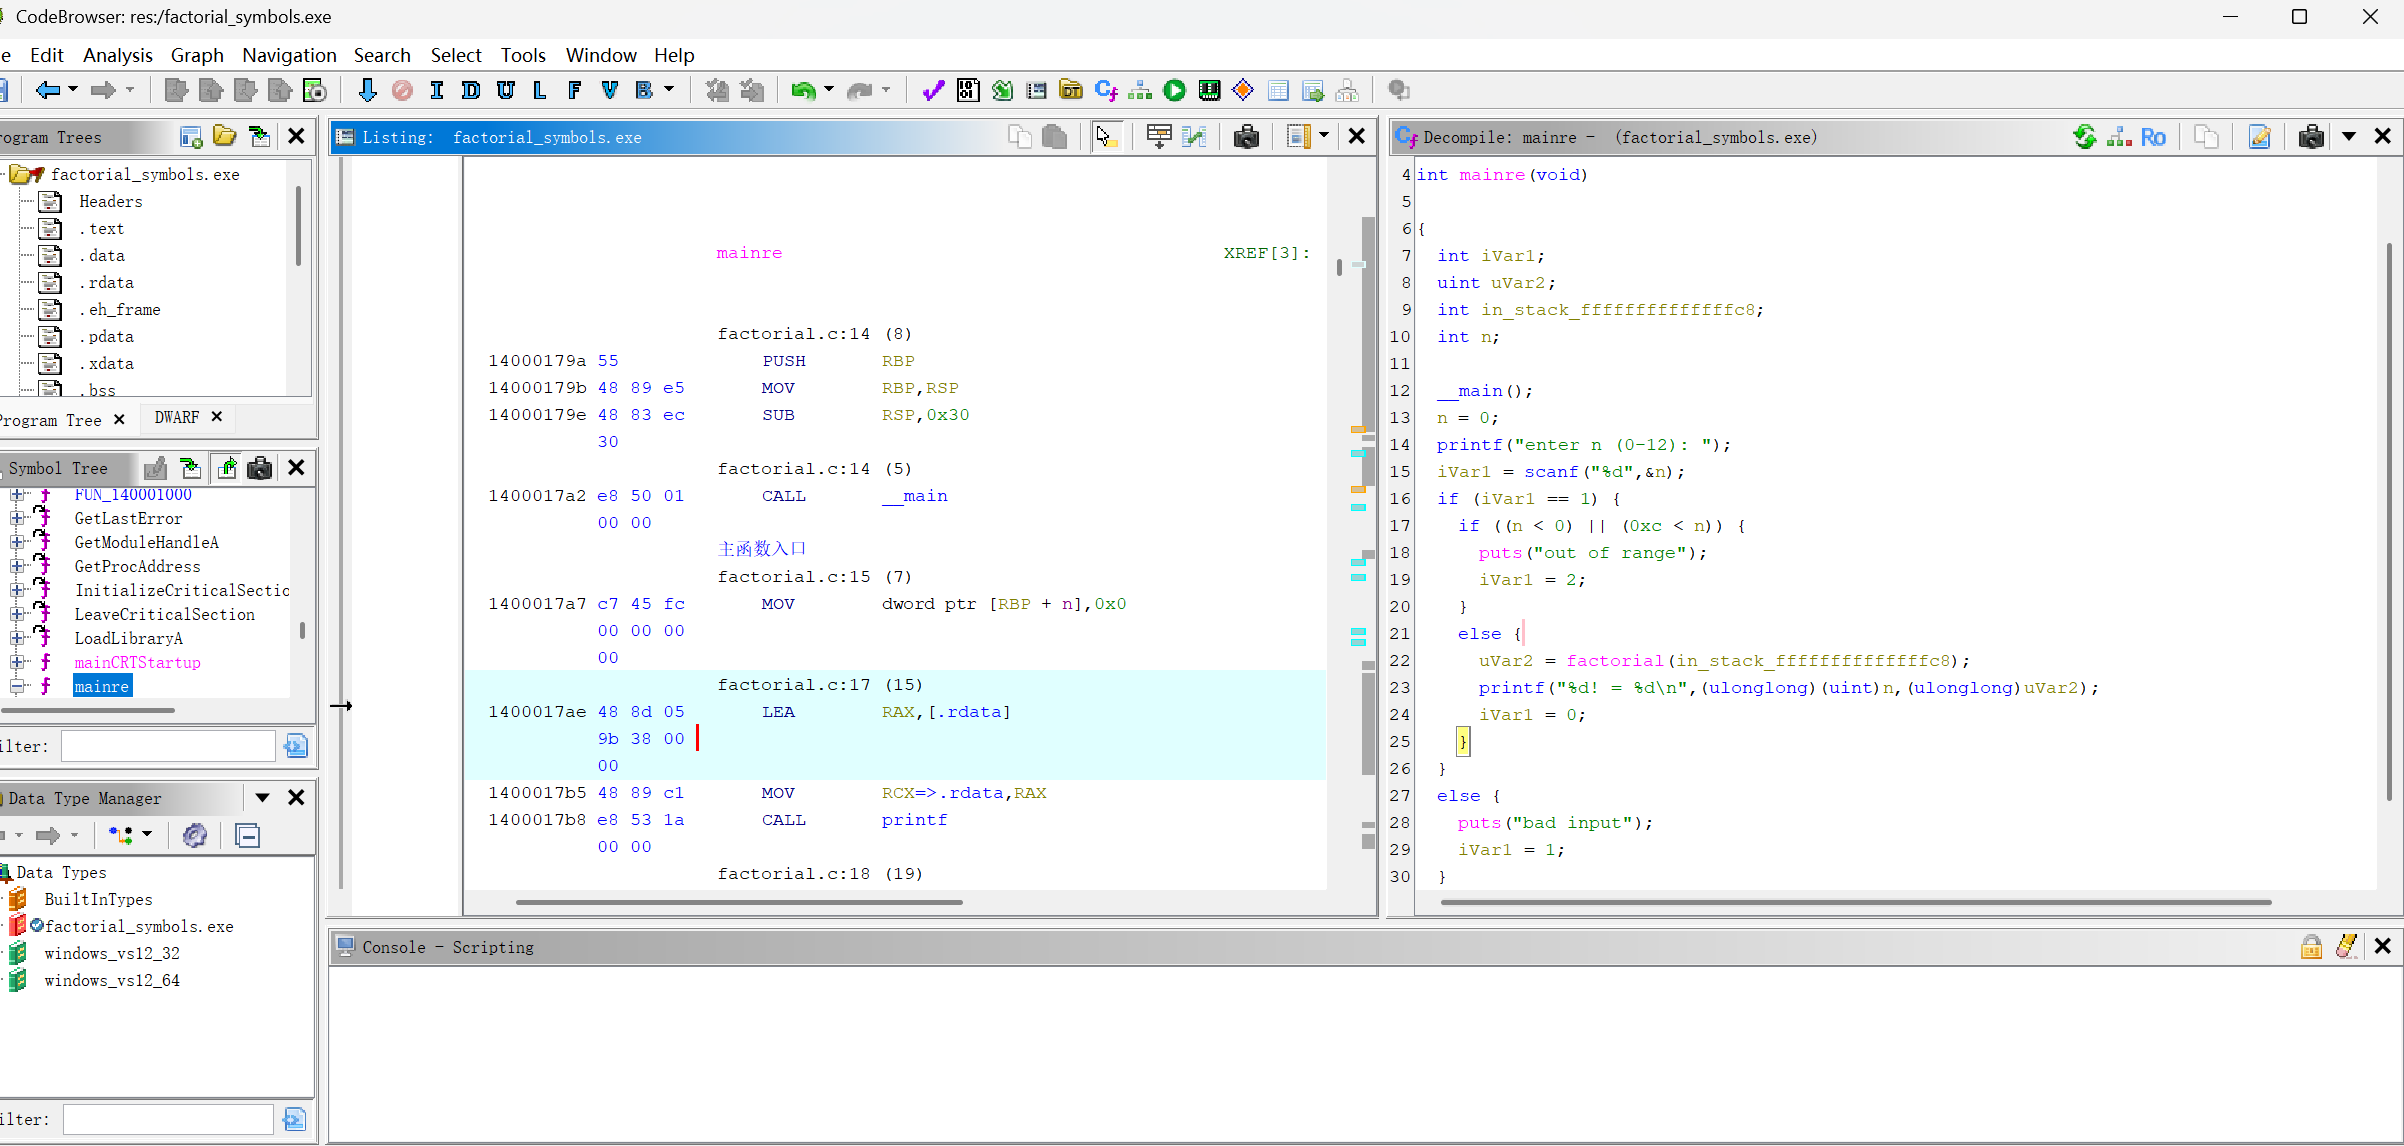 CodeBrowser: res:/factorial_symbols.exe
e Edit Analysis Graph Navigation Search Select Tools Window Help
I D U L F V B
rogram Trees
factorial_symbols.exe
Headers
.text
.data
.rdata
.eh_frame
.pdata
.xdata
.bss
Program Tree DWARF
Symbol Tree
FUN_140001000
GetLastError
GetModuleHandleA
GetProcAddress
InitializeCriticalSectio
LeaveCriticalSection
LoadLibraryA
mainCRTStartup
mainre
ilter:
Data Type Manager
Data Types
BuiltInTypes
factorial_symbols.exe
windows_vs12_32
windows_vs12_64
ilter:
Listing: factorial_symbols.exe
mainre XREF[3]:
factorial.c:14 (8)
14000179a 55 PUSH RBP
14000179b 48 89 e5 MOV RBP,RSP
14000179e 48 83 ec SUB RSP,0x30
30
factorial.c:14 (5)
1400017a2 e8 50 01 CALL __main
00 00
主函数入口
factorial.c:15 (7)
1400017a7 c7 45 fc MOV dword ptr [RBP + n],0x0
00 00 00
00
factorial.c:17 (15)
1400017ae 48 8d 05 LEA RAX,[.rdata]
9b 38 00
00
1400017b5 48 89 c1 MOV RCX=>.rdata,RAX
1400017b8 e8 53 1a CALL printf
00 00
factorial.c:18 (19)
Decompile: mainre - (factorial_symbols.exe)
Ro
4 int mainre(void)
5
6 {
7 int iVar1;
8 uint uVar2;
9 int in_stack_ffffffffffffffc8;
10 int n;
11
12 __main();
13 n = 0;
14 printf("enter n (0-12): ");
15 iVar1 = scanf("%d",&n);
16 if (iVar1 == 1) {
17 if ((n < 0) || (0xc < n)) {
18 puts("out of range");
19 iVar1 = 2;
20 }
21 else {
22 uVar2 = factorial(in_stack_ffffffffffffffc8);
23 printf("%d! = %d\n",(ulonglong)(uint)n,(ulonglong)uVar2);
24 iVar1 = 0;
25 }
26 }
27 else {
28 puts("bad input");
29 iVar1 = 1;
30 }
Console - Scripting